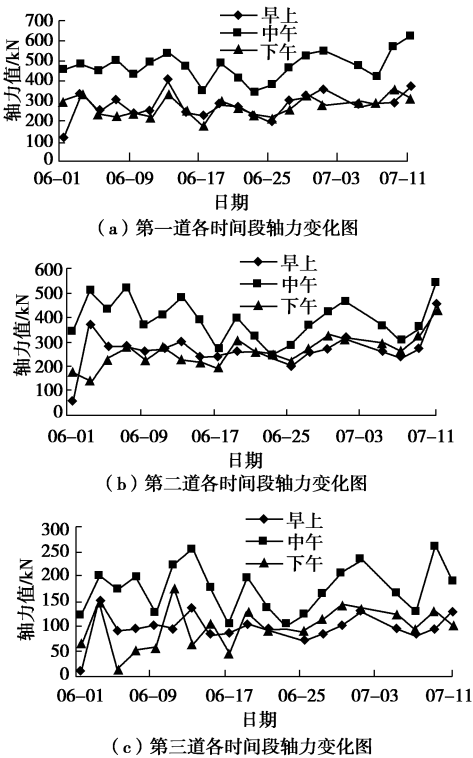 700
600
500
400
300
200
100
0
轴力值/kN
早上
中午
下午
06-01 06-09 06-17 06-25 07-03 07-11
日期
(a)第一道各时间段轴力变化图
600
500
400
300
200
100
0
轴力值/kN
早上
中午
下午
06-01 06-09 06-17 06-25 07-03 07-11
日期
(b)第二道各时间段轴力变化图
300
250
200
150
100
50
0
轴力值/kN
早上
中午
下午
06-01 06-09 06-17 06-25 07-03 07-11
日期
(c)第三道各时间段轴力变化图